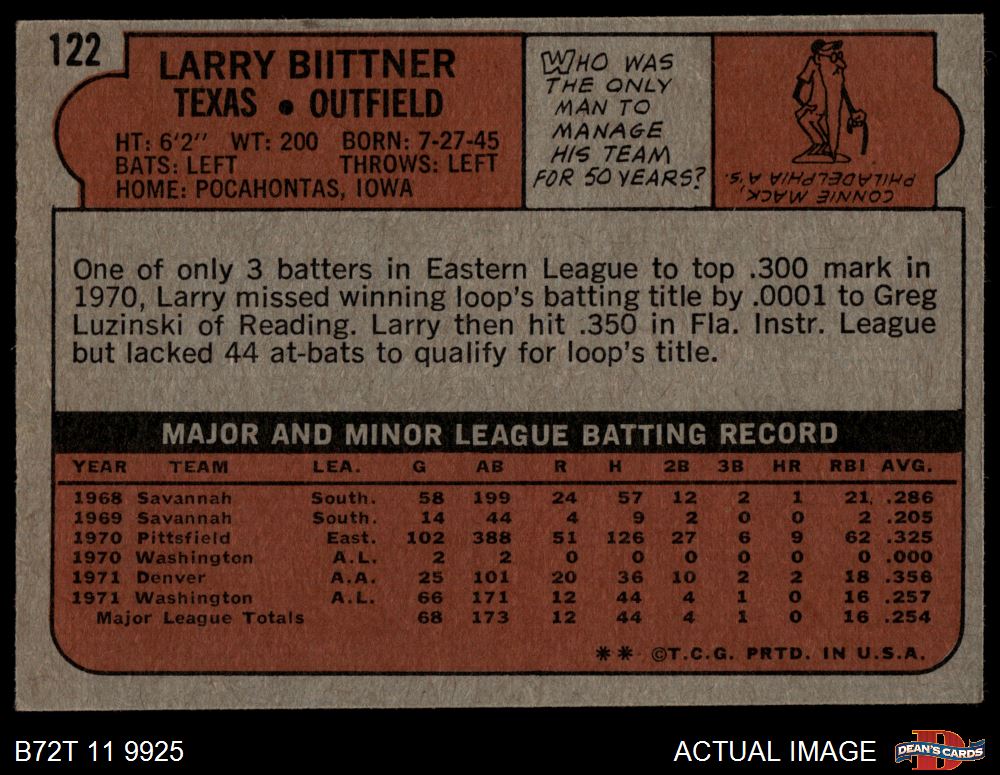 122
LARRY BIITTNER
TEXAS • OUTFIELD
HT: 6'2" WT: 200 BORN: 7-27-45
BATS: LEFT THROWS: LEFT
HOME: POCAHONTAS, IOWA
WHO WAS
THE ONLY
MAN TO
MANAGE
HIS TEAM
FOR 50 YEARS?
CONNIE MACK,
PHILADELPHIA A'S.
One of only 3 batters in Eastern League to top .300 mark in
1970, Larry missed winning loop's batting title by .0001 to Greg
Luzinski of Reading. Larry then hit .350 in Fla. Instr. League
but lacked 44 at-bats to qualify for loop's title.
MAJOR AND MINOR LEAGUE BATTING RECORD
YEAR TEAM LEA. G AB R H 2B 3B HR RBI AVG.
1968 Savannah South. 58 199 24 57 12 2 1 21 .286
1969 Savannah South. 14 44 4 9 2 0 0 2 .205
1970 Pittsfield East. 102 388 51 126 27 6 9 62 .325
1970 Washington A.L. 2 2 0 0 0 0 0 0 .000
1971 Denver A.A. 25 101 20 36 10 2 2 18 .356
1971 Washington A.L. 66 171 12 44 4 1 0 16 .257
Major League Totals 68 173 12 44 4 1 0 16 .254
** ©T.C.G. PRTD. IN U.S.A.
B72T 11 9925
ACTUAL IMAGE
DEAN'S CARDS